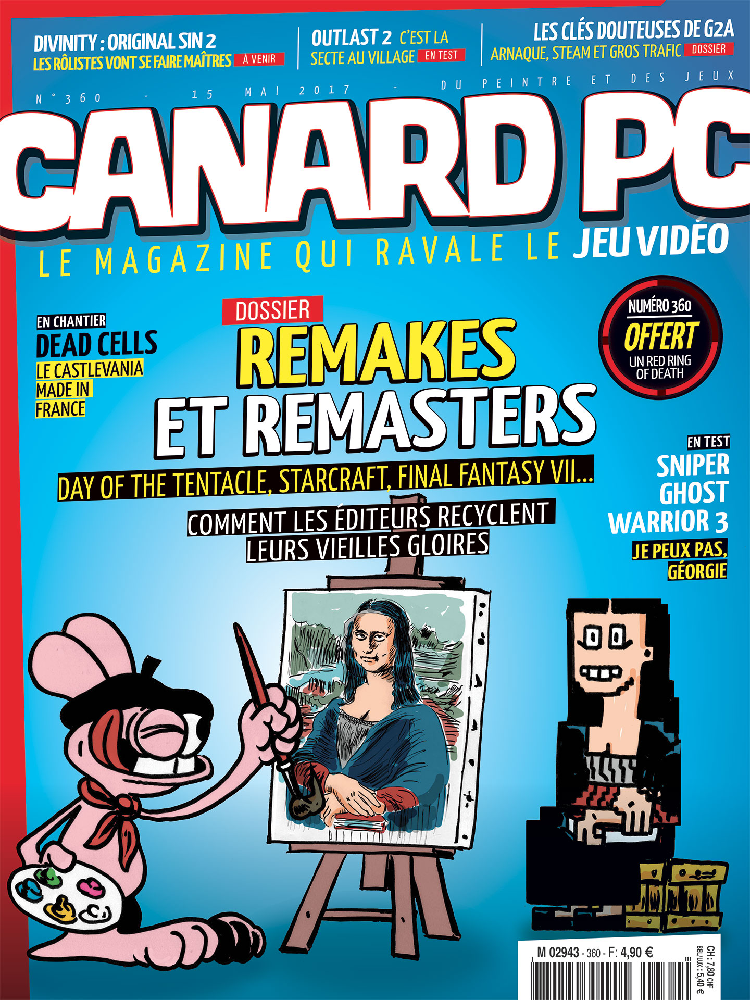 DIVINITY : ORIGINAL SIN 2
LES RÔLISTES VONT SE FAIRE MAÎTRES À VENIR
OUTLAST 2 C'EST LA
SECTE AU VILLAGE EN TEST
LES CLÉS DOUTEUSES DE G2A
ARNAQUE, STEAM ET GROS TRAFIC DOSSIER
N°360 - 15 MAI 2017 - DU PEINTRE ET DES JEUX
CANARD PC
LE MAGAZINE QUI RAVALE LE JEU VIDÉO
EN CHANTIER
DEAD CELLS
LE CASTLEVANIA
MADE IN
FRANCE
DOSSIER
REMAKES
ET REMASTERS
DAY OF THE TENTACLE, STARCRAFT, FINAL FANTASY VII...
COMMENT LES ÉDITEURS RECYCLENT
LEURS VIEILLES GLOIRES
NUMÉRO 360
OFFERT
UN RED RING
OF DEATH
EN TEST
SNIPER
GHOST
WARRIOR 3
JE PEUX PAS,
GÉORGIE
M 02943 - 360 - F: 4,90 €
CH : 7,80 CHF
BEL/LUX : 5,40 €